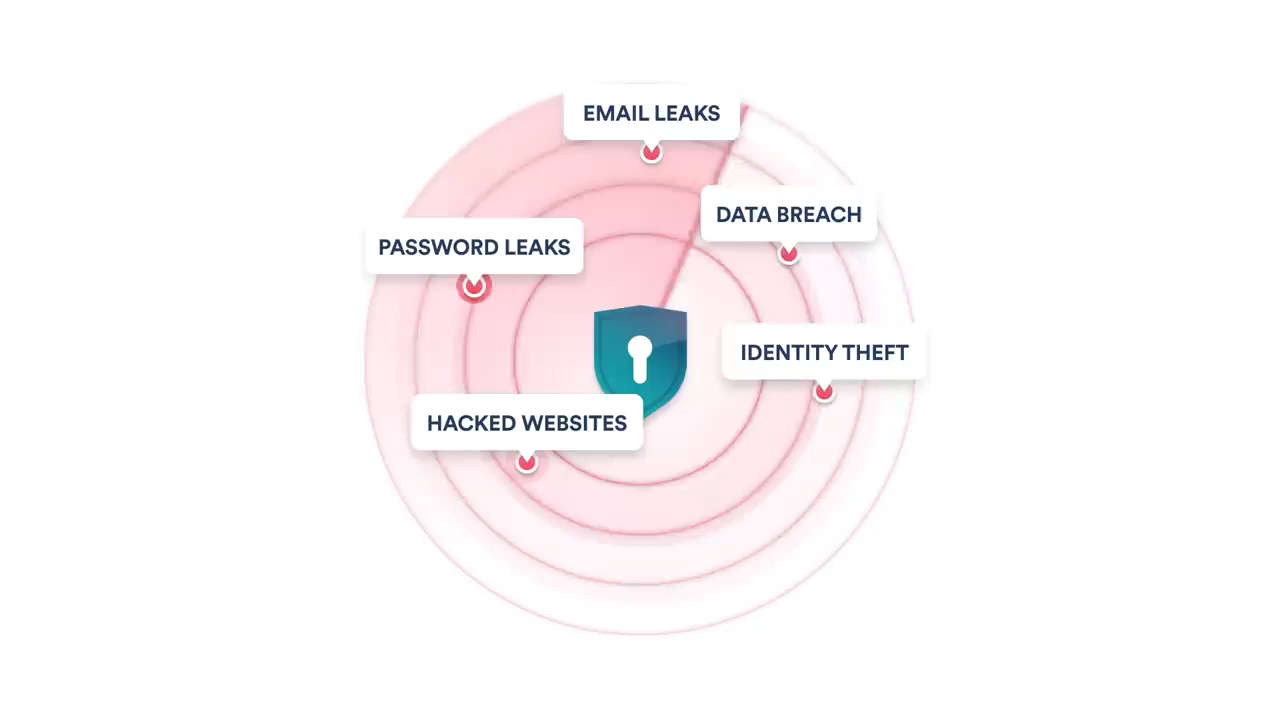 EMAIL LEAKS
DATA BREACH
PASSWORD LEAKS
IDENTITY THEFT
HACKED WEBSITES